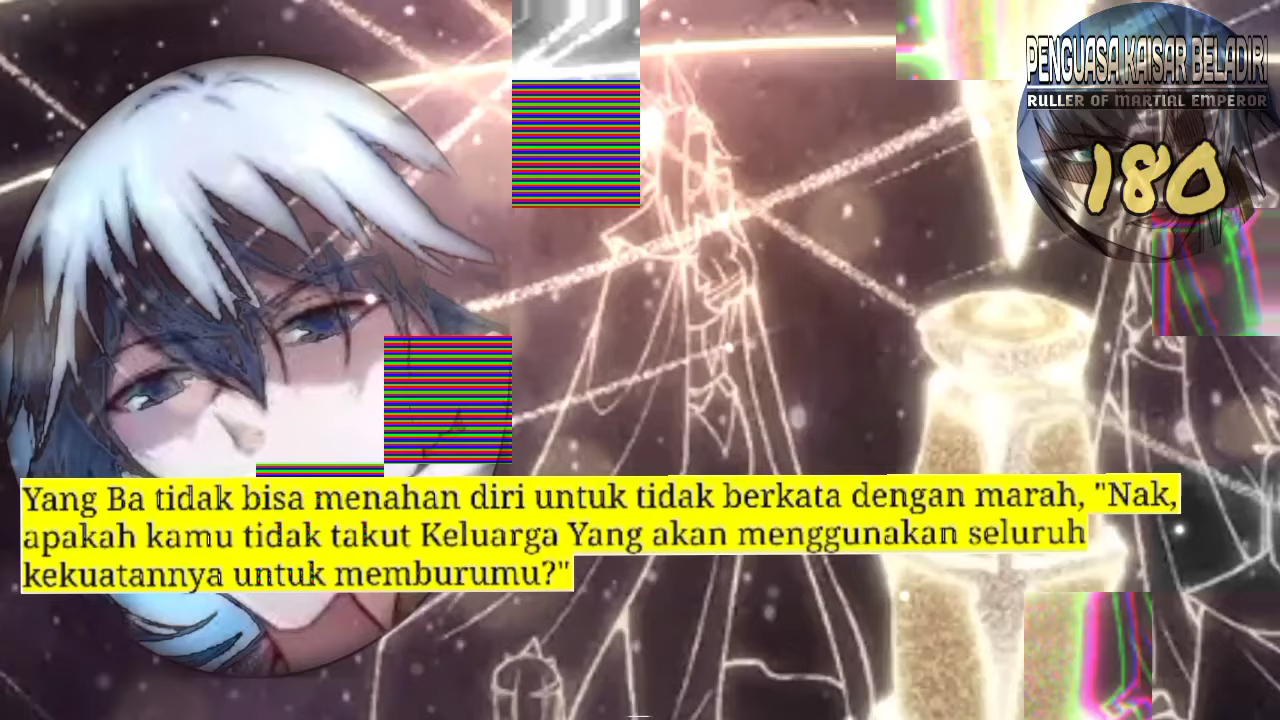 PENGUASA KAISAR BELADIRI
RULLER OF MARTIAL EMPEROR
180
Yang Ba tidak bisa menahan diri untuk tidak berkata dengan marah, "Nak,
apakah kamu tidak takut Keluarga Yang akan menggunakan seluruh
kekuatannya untuk memburumu?"